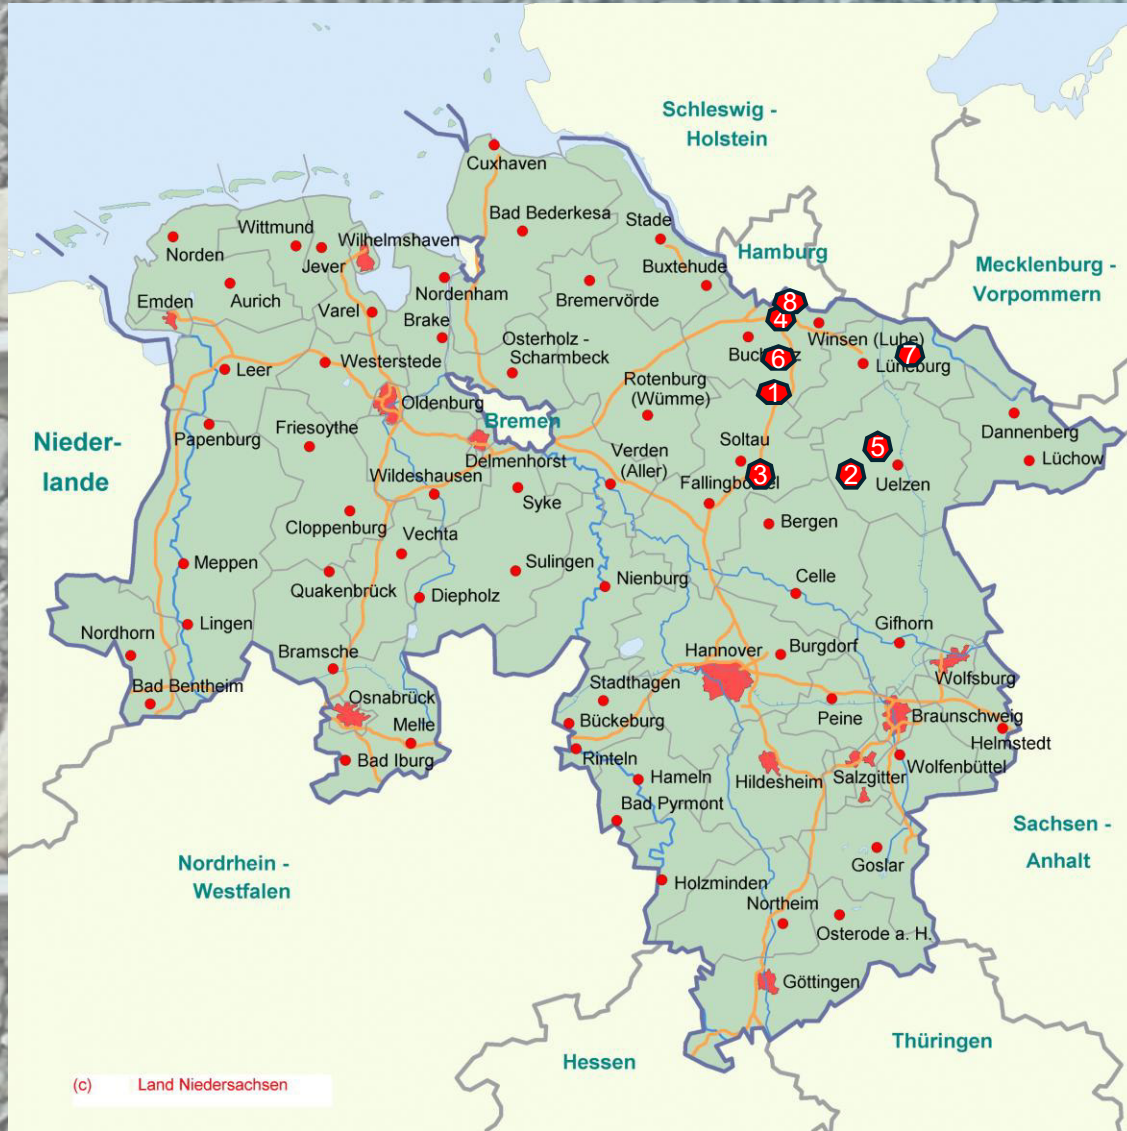 Schleswig -
Holstein
Cuxhaven
Bad Bederkesa
Stade
Hamburg
Wittmund
Wilhelmshaven
Norden
Jever
Buxtehude
Mecklenburg -
Vorpommern
Nordenham
Bremervörde
Aurich
Emden
Varel
8
4
Brake
Winsen (Luhe)
Osterholz
- Scharmbeck
Buchholz
6
7
Lüneburg
Westerstede
Leer
Rotenburg
(Wümme)
1
Oldenburg
Bremen
Papenburg
Friesoythe
Dannenberg
Nieder-
lande
Soltau
5
Verden
(Aller)
Delmenhorst
Lüchow
Wildeshausen
3
2
Uelzen
Fallingbostel
Syke
Cloppenburg
Bergen
Vechta
Meppen
Sulingen
Nienburg
Celle
Quakenbrück
Diepholz
Lingen
Gifhorn
Nordhorn
Bramsche
Hannover
Burgdorf
Wolfsburg
Bad Bentheim
Stadthagen
Osnabrück
Peine
Braunschweig
Bückeburg
Melle
Helmstedt
Rinteln
Bad Iburg
Wolfenbüttel
Hameln
Hildesheim
Salzgitter
Bad Pyrmont
Sachsen -
Anhalt
Nordrhein -
Westfalen
Goslar
Holzminden
Northeim
Osterode a. H.
Göttingen
Thüringen
Hessen
(c) Land Niedersachsen